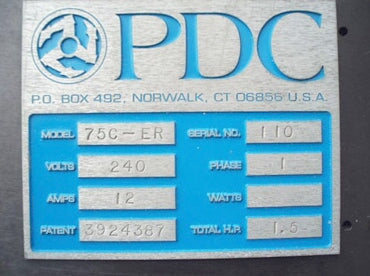 PDC
P.O. BOX 492, NORWALK, CT 06856 U.S.A.
MODEL 75C-ER SERIAL NO. 110
VOLTS 240 PHASE 1
AMPS 12 WATTS
PATENT 3924387 TOTAL H.P. 1.5